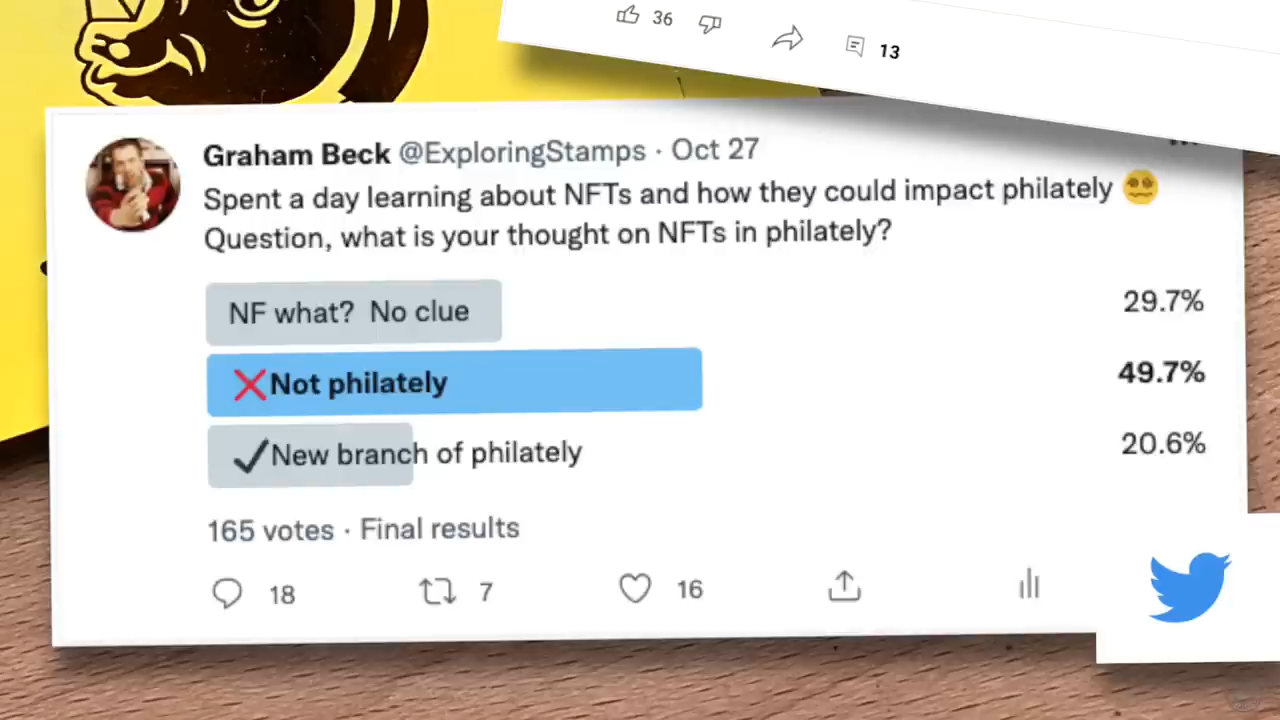 36
13
Graham Beck @ExploringStamps · Oct 27
Spent a day learning about NFTs and how they could impact philately 😵‍💫
Question, what is your thought on NFTs in philately?
NF what? No clue 29.7%
❌Not philately 49.7%
✔New branch of philately 20.6%
165 votes · Final results
18 7 16